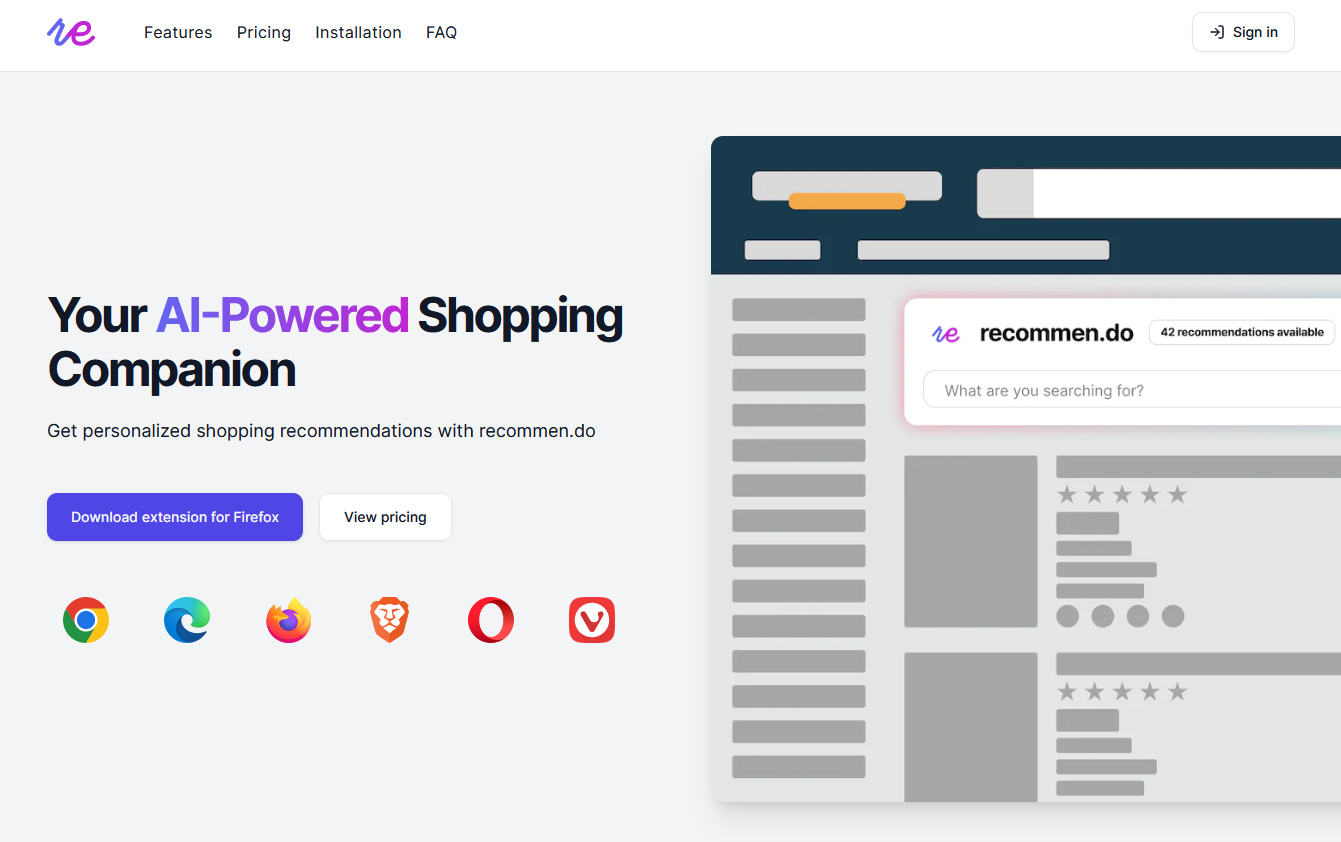 re
Features Pricing Installation FAQ
Sign in
Your AI-Powered Shopping
Companion
Get personalized shopping recommendations with recommen.do
Download extension for Firefox
View pricing
re recommen.do
42 recommendations available
What are you searching for?